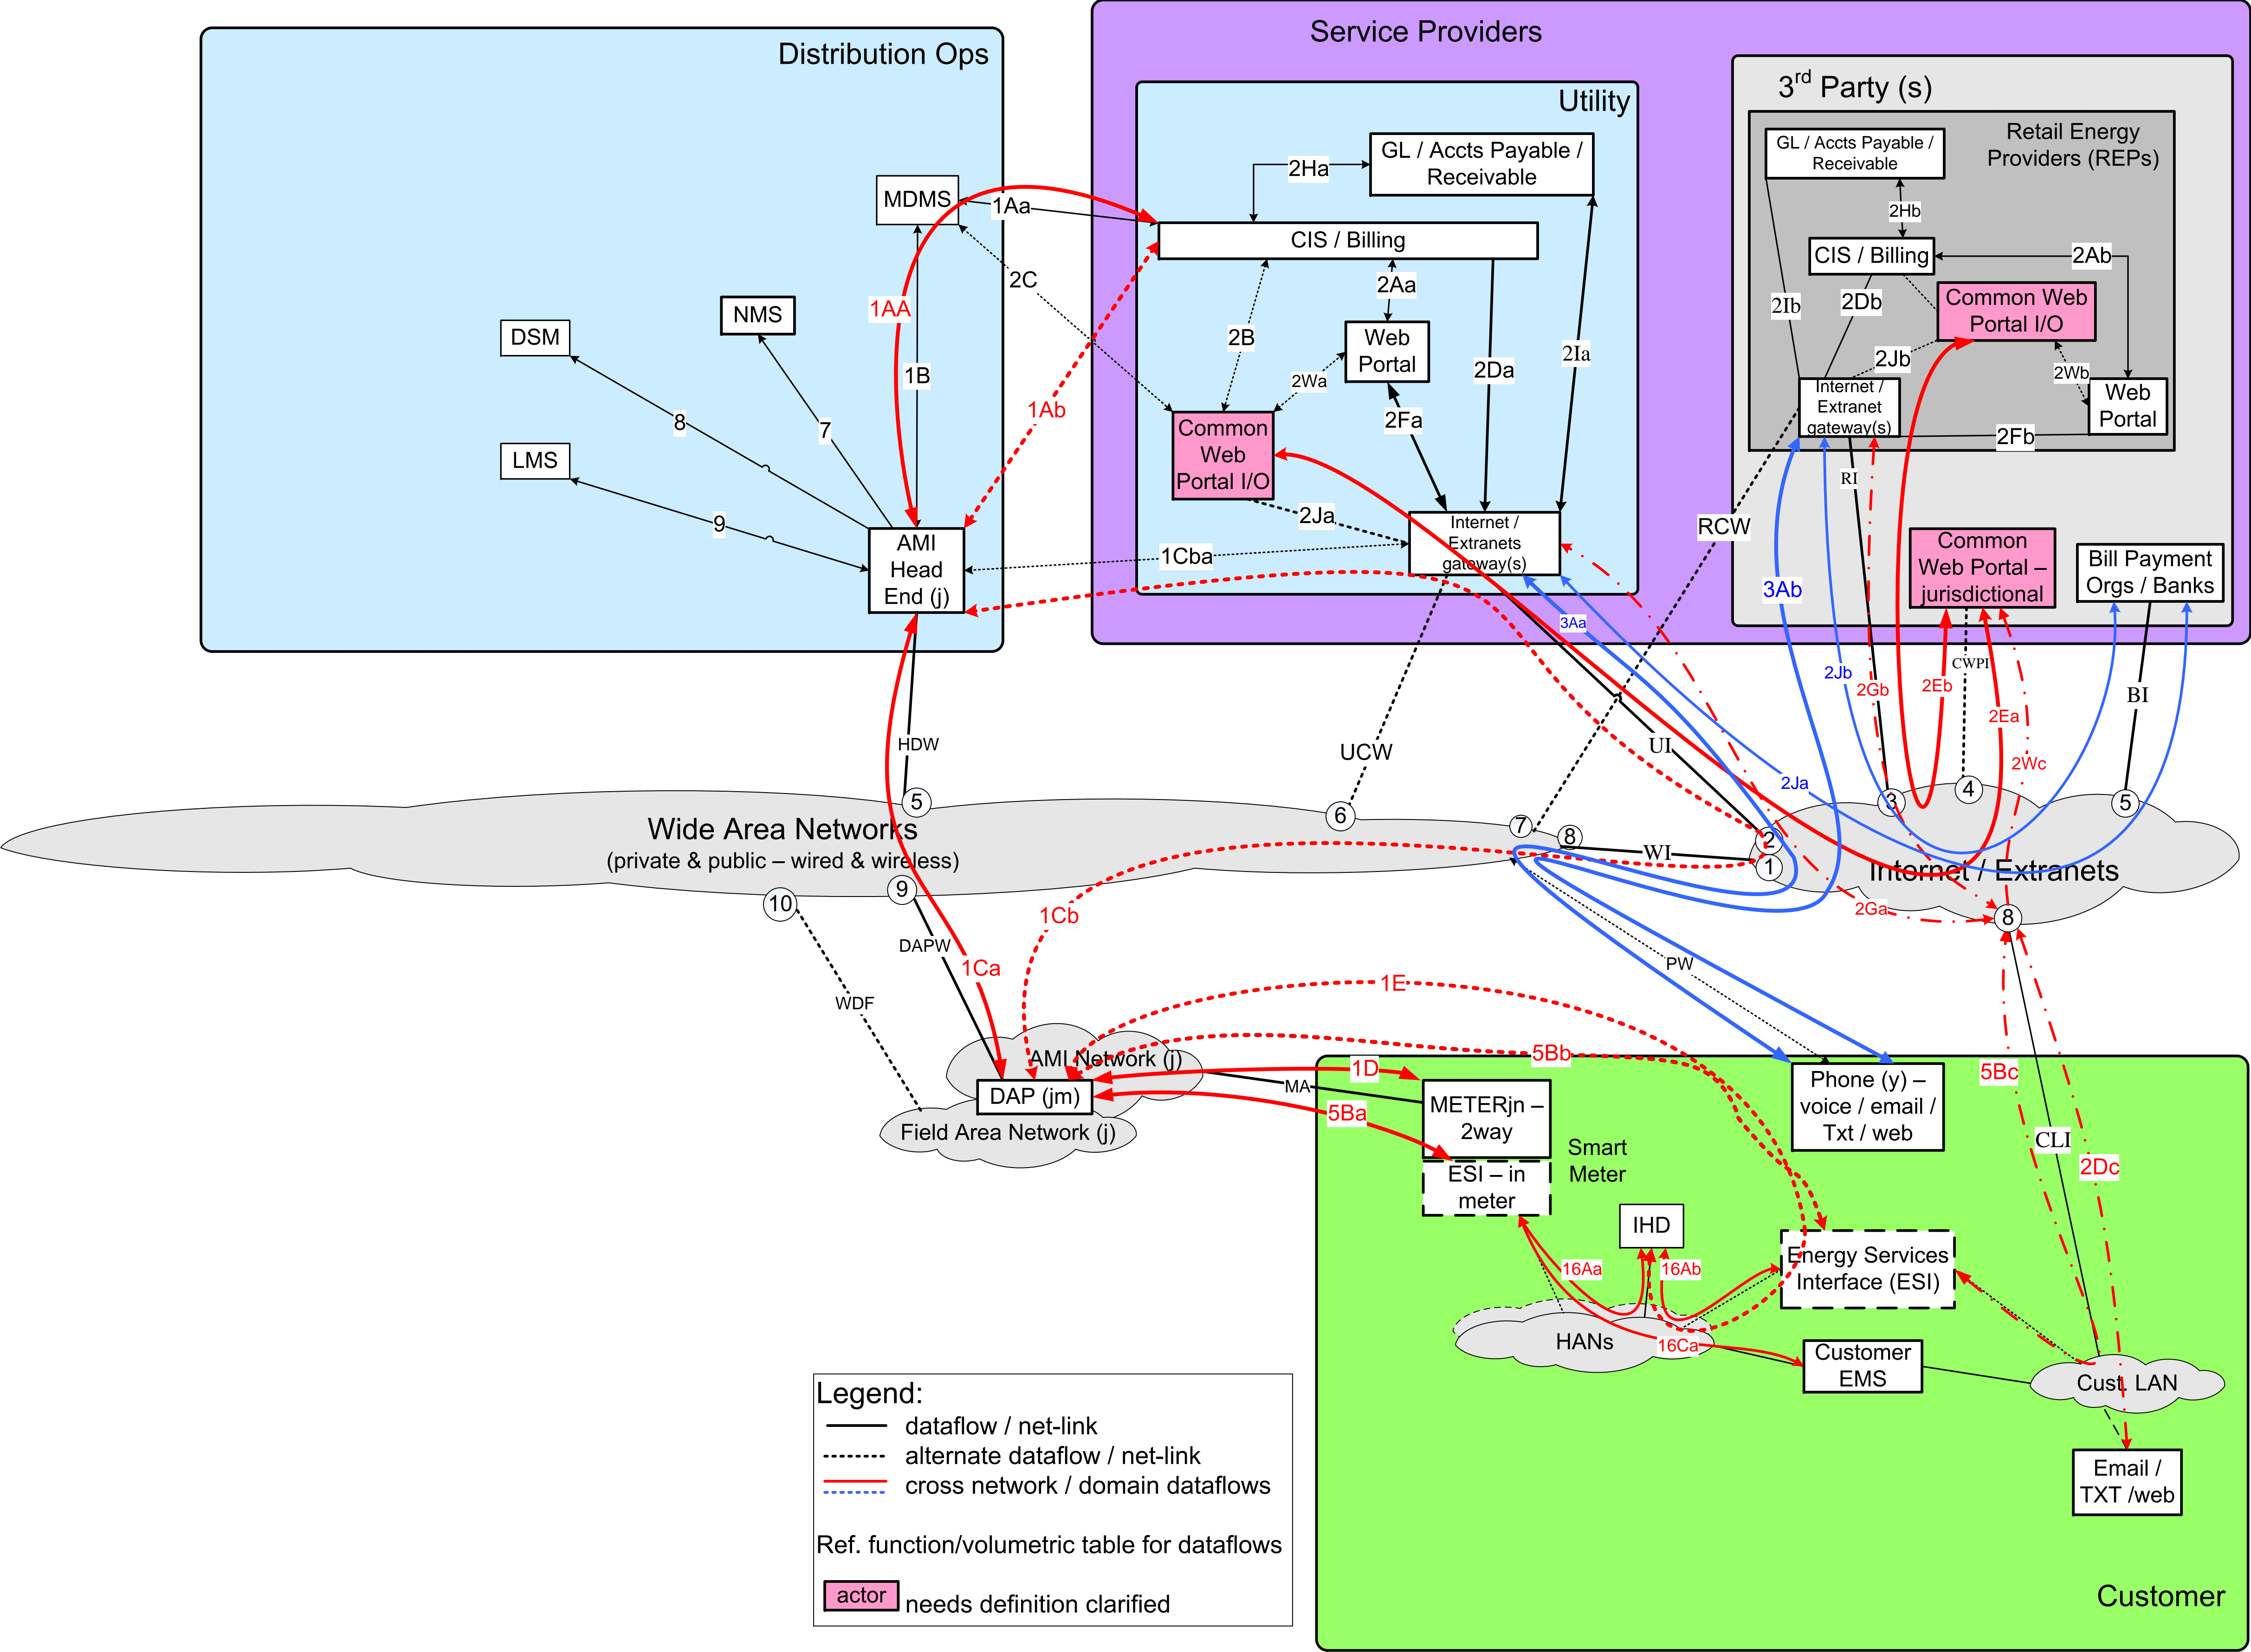 Service Providers
Distribution Ops
3rd Party (s)
Utility
Retail Energy
Providers (REPs)
GL / Accts Payable /
Receivable
GL / Accts Payable /
Receivable
2Ha
MDMS
1Aa
2Hb
CIS / Billing
CIS / Billing
2Ab
2C
2Aa
1AA
NMS
DSM
2Ib
2Db
Common Web
Portal I/O
2B
Web
Portal
2Ia
2Jb
1B
2Da
2Wa
2Wb
Internet /
Extranet
gateway(s)
Web
Portal
1Ab
8
7
2Fa
2Fb
Common
Web
Portal I/O
LMS
RI
9
2Ja
RCW
Internet /
Extranets
gateway(s)
AMI
Head
End (j)
1Cba
Common
Web Portal –
jurisdictional
Bill Payment
Orgs / Banks
3Ab
3Aa
CWPI
2Jb
2Gb
2Eb
BI
2Ea
HDW
UCW
UI
2Wc
2Ja
5
6
7
8
2
1
3
4
5
Wide Area Networks
(private & public – wired & wireless)
WI
Internet / Extranets
10
9
1Cb
2Ga
8
DAPW
1Ca
PW
WDF
1E
AMI Network (j)
5Bb
1D
5Bc
DAP (jm)
MA
5Ba
Field Area Network (j)
METERjn –
2way
Phone (y) –
voice / email /
Txt / web
Smart
Meter
CLI
2Dc
ESI – in
meter
IHD
Energy Services
Interface (ESI)
16Aa
16Ab
HANs
16Ca
Customer
EMS
Cust. LAN
Email /
TXT /web
Customer
Legend:
dataflow / net-link
alternate dataflow / net-link
cross network / domain dataflows
Ref. function/volumetric table for dataflows
actor
needs definition clarified